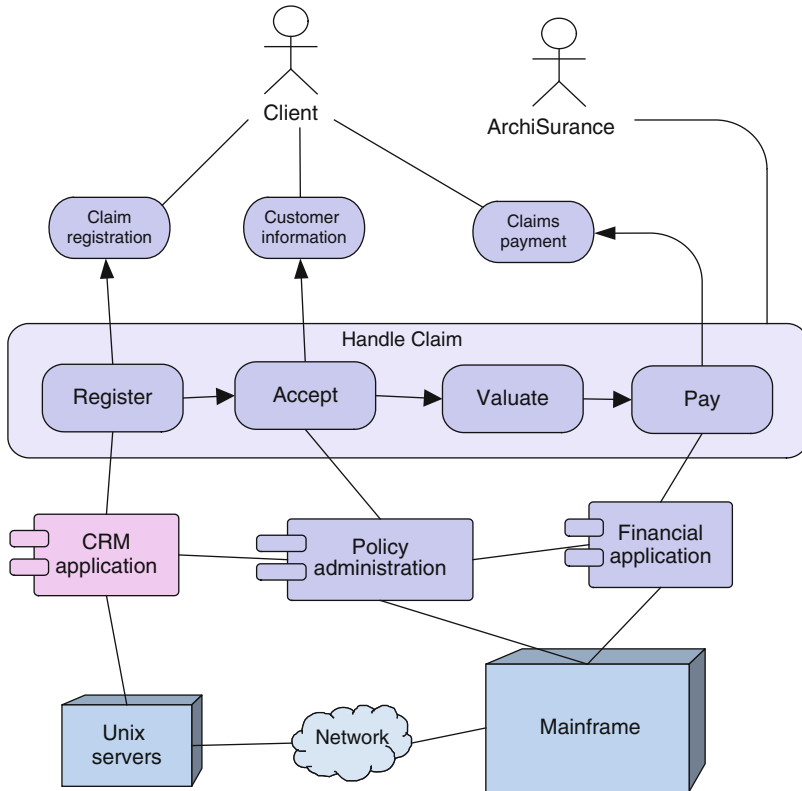 Client
ArchiSurance
Claim
registration
Customer
information
Claims
payment
Handle Claim
Register
Accept
Valuate
Pay
CRM
application
Policy
administration
Financial
application
Unix
servers
Network
Mainframe